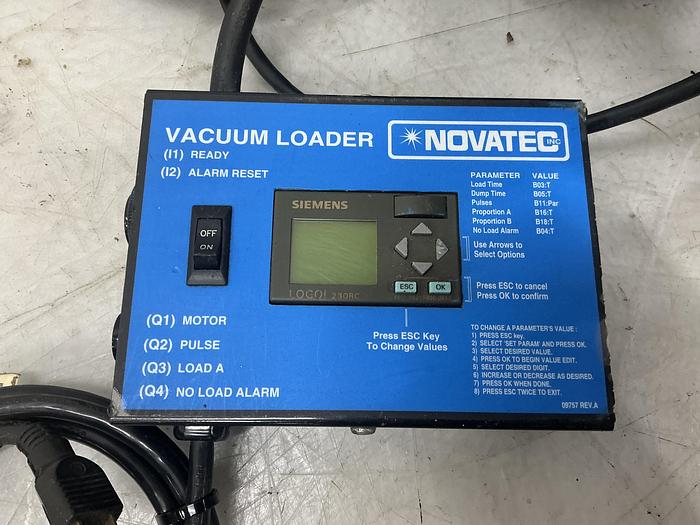 VACUUM LOADER
NOVATEC INC
(I1) READY
(I2) ALARM RESET
PARAMETER VALUE
Load Time B03:T
Dump Time B05:T
Pulses B11:Par
Proportion A B16:T
Proportion B B18:T
No Load Alarm B04:T
OFF
ON
SIEMENS
ESC OK
LOGO! 230RC
Use Arrows to
Select Options
Press ESC to cancel
Press OK to confirm
Press ESC Key
To Change Values
(Q1) MOTOR
(Q2) PULSE
(Q3) LOAD A
(Q4) NO LOAD ALARM
TO CHANGE A PARAMETER'S VALUE :
1) PRESS ESC key.
2) SELECT 'SET PARAM' AND PRESS OK.
3) SELECT DESIRED VALUE.
4) PRESS OK TO BEGIN VALUE EDIT.
5) SELECT DESIRED DIGIT.
6) INCREASE OR DECREASE AS DESIRED.
7) PRESS OK WHEN DONE.
8) PRESS ESC TWICE TO EXIT.
09757 REV.A